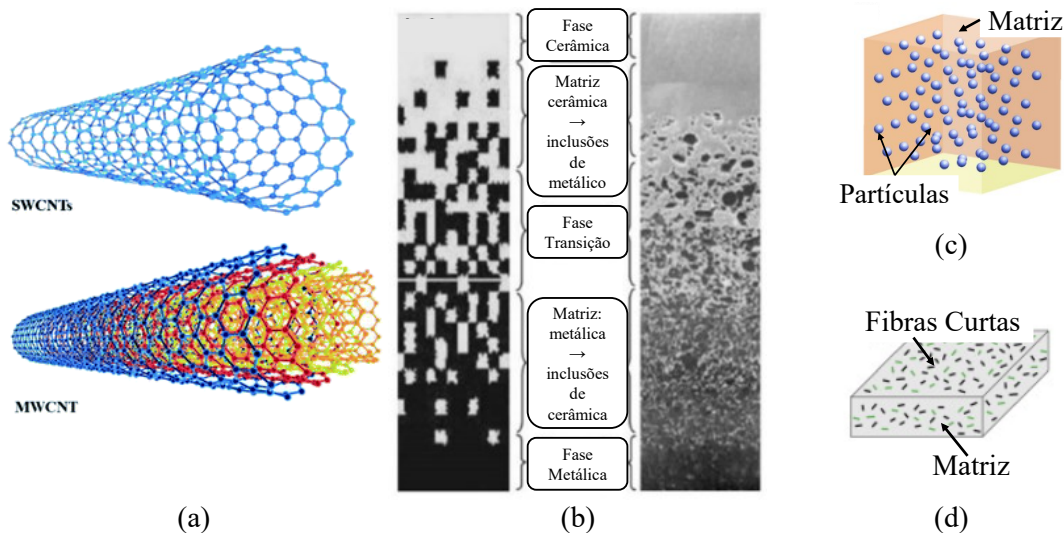 SWCNTs
MWCNT
(a)
Fase
Cerâmica
Matriz
cerâmica
→
inclusões
de
metálico
Fase
Transição
Matriz:
metálica
→
inclusões
de
cerâmica
Fase
Metálica
(b)
Matriz
Partículas
(c)
Fibras Curtas
Matriz
(d)